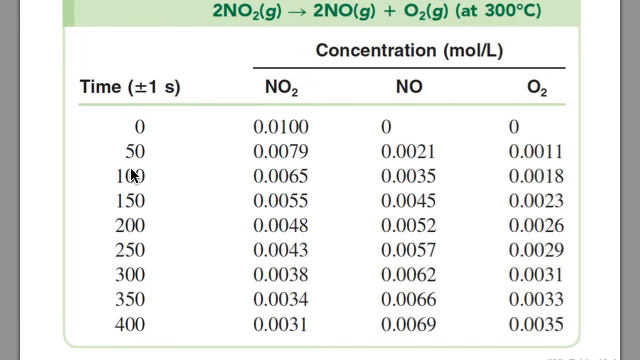 2NO₂(g) → 2NO(g) + O₂(g) (at 300°C)
Concentration (mol/L)
Time (±1 s) NO₂ NO O₂
0 0.0100 0 0
50 0.0079 0.0021 0.0011
100 0.0065 0.0035 0.0018
150 0.0055 0.0045 0.0023
200 0.0048 0.0052 0.0026
250 0.0043 0.0057 0.0029
300 0.0038 0.0062 0.0031
350 0.0034 0.0066 0.0033
400 0.0031 0.0069 0.0035